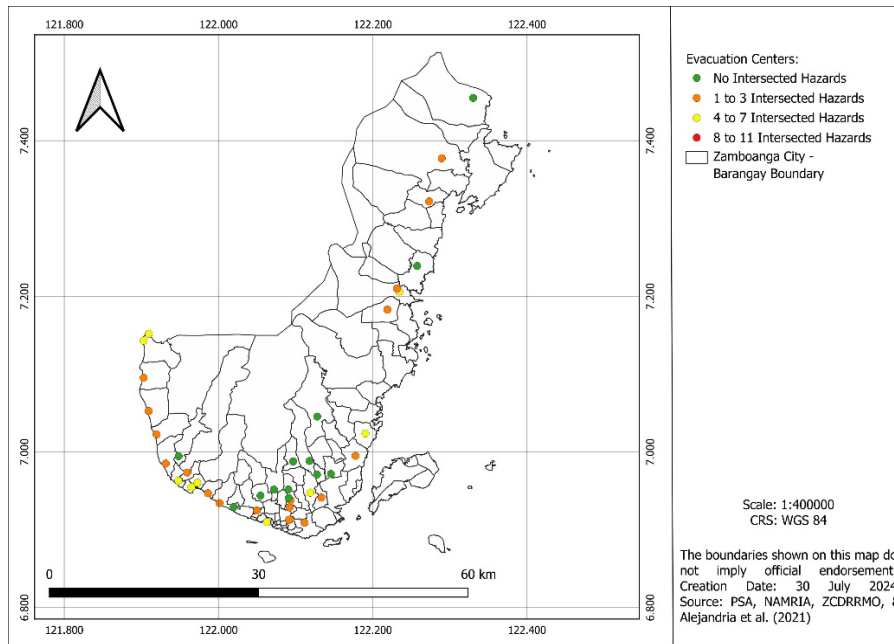 121.800 122.000 122.200 122.400
7.400
7.200
7.000
6.800
7.400
7.200
7.000
6.800
0 30 60 km
121.800 122.000 122.200 122.400
Evacuation Centers:
No Intersected Hazards
1 to 3 Intersected Hazards
4 to 7 Intersected Hazards
8 to 11 Intersected Hazards
Zamboanga City -
Barangay Boundary
Scale: 1:400000
CRS: WGS 84
The boundaries shown on this map do
not imply official endorsement
Creation Date: 30 July 2024
Source: PSA, NAMRIA, ZCDRRMO,
Alejandria et al. (2021)